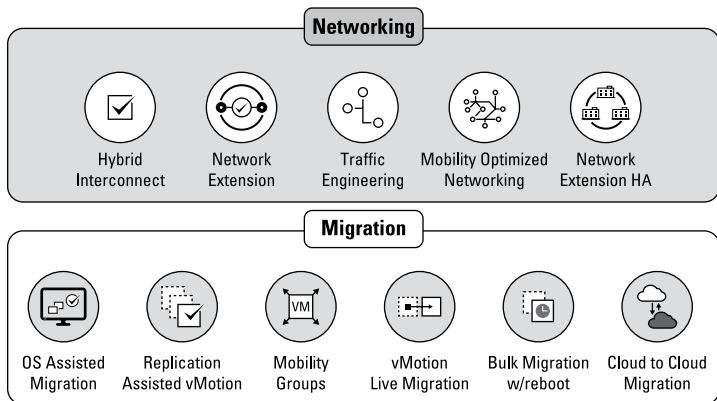 Networking
Hybrid
Interconnect
Network
Extension
Traffic
Engineering
Mobility Optimized
Networking
Network
Extension HA
Migration
VM
OS Assisted
Migration
Replication
Assisted vMotion
Mobility
Groups
vMotion
Live Migration
Bulk Migration
w/reboot
Cloud to Cloud
Migration